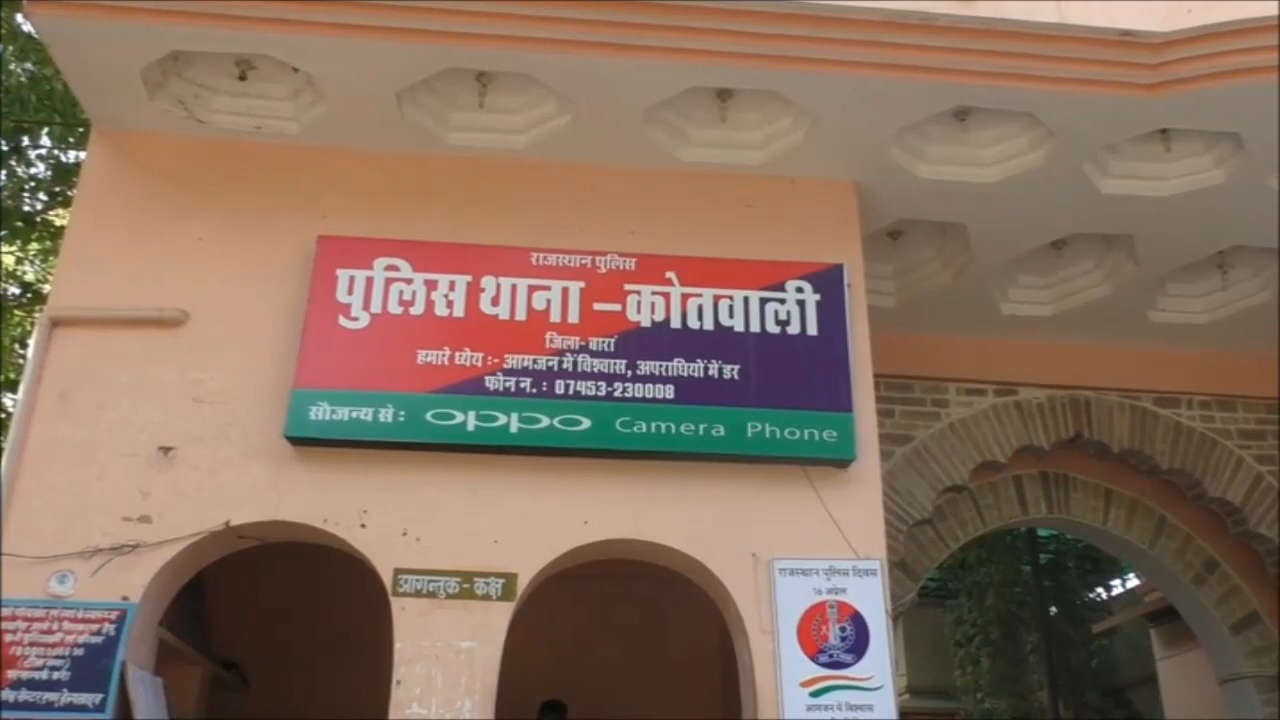 राजस्थान पुलिस
पुलिस थाना – कोतवाली
जिला- बारां
हमारे ध्येय :- आमजन में विश्वास, अपराधियों में डर
फोन न. : 07453-230008
सौजन्य से : oppo Camera Phone
आगन्तुक - कक्ष
राजस्थान पुलिस दिवस
16 अप्रेल
आमजन में विश्वास